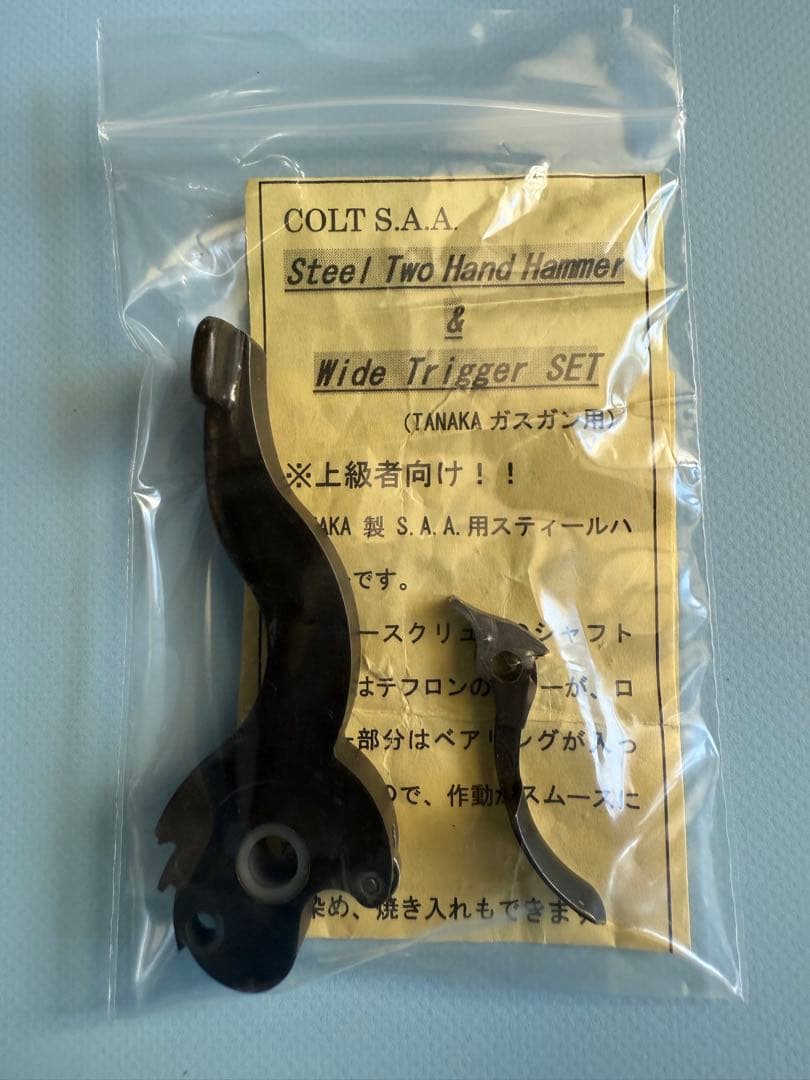 COLT S.A.A.
Steel Two Hand Hammer
&
Wide Trigger SET
(TANAKA ガスガン用)
※上級者向け！！
AKA 製 S.A.A.用スティールハ
です。
ースクリュ シャフト
はテフロンの ーが、ロ
部分はベアリングが入っ
ので、作動がスムースに
染め、焼き入れもできます